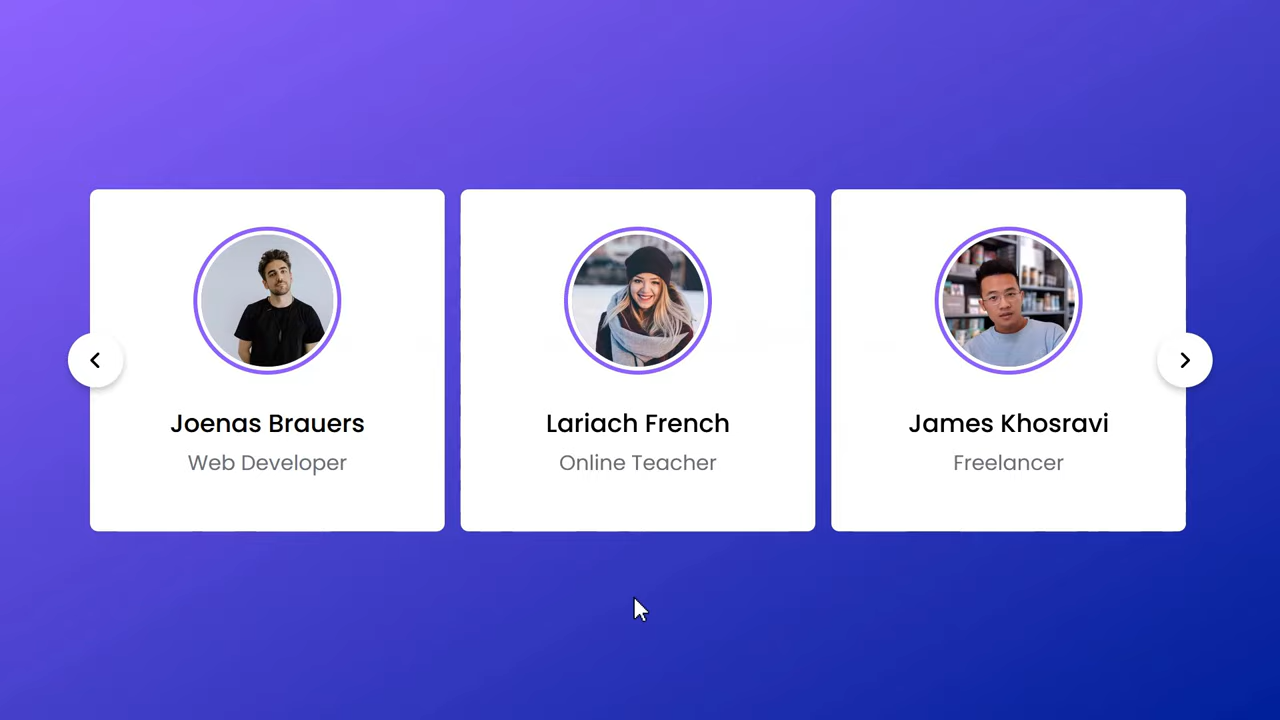 Joenas Brauers
Web Developer
Lariach French
Online Teacher
James Khosravi
Freelancer